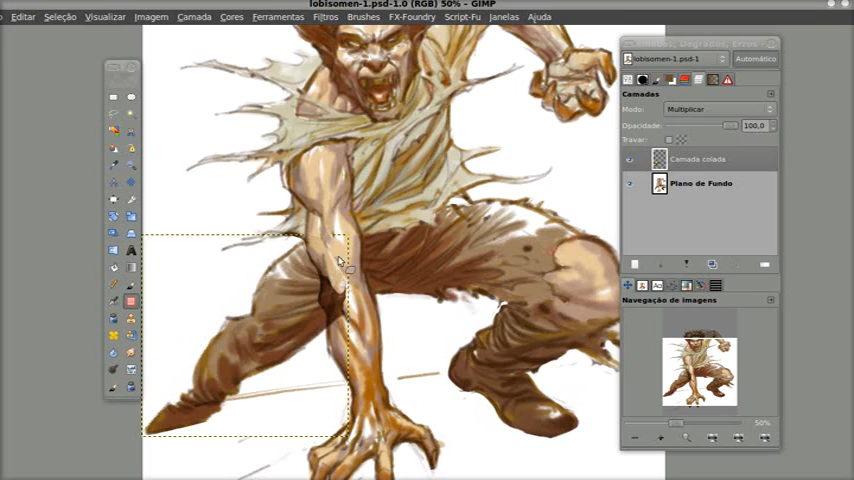 lobisomen-1.psd-1.0 (RGB) 50% – GIMP
Editar Seleção Visualizar Imagem Camada Cores Ferramentas Filtros Brushes FX-Foundry Script-Fu Janelas Ajuda
lobisomen-1.psd-1 Automático
Camadas
Modo: Multiplicar
Opacidade: 100,0
Travar:
Camada colada
Plano de Fundo
Navegação de imagens
50%